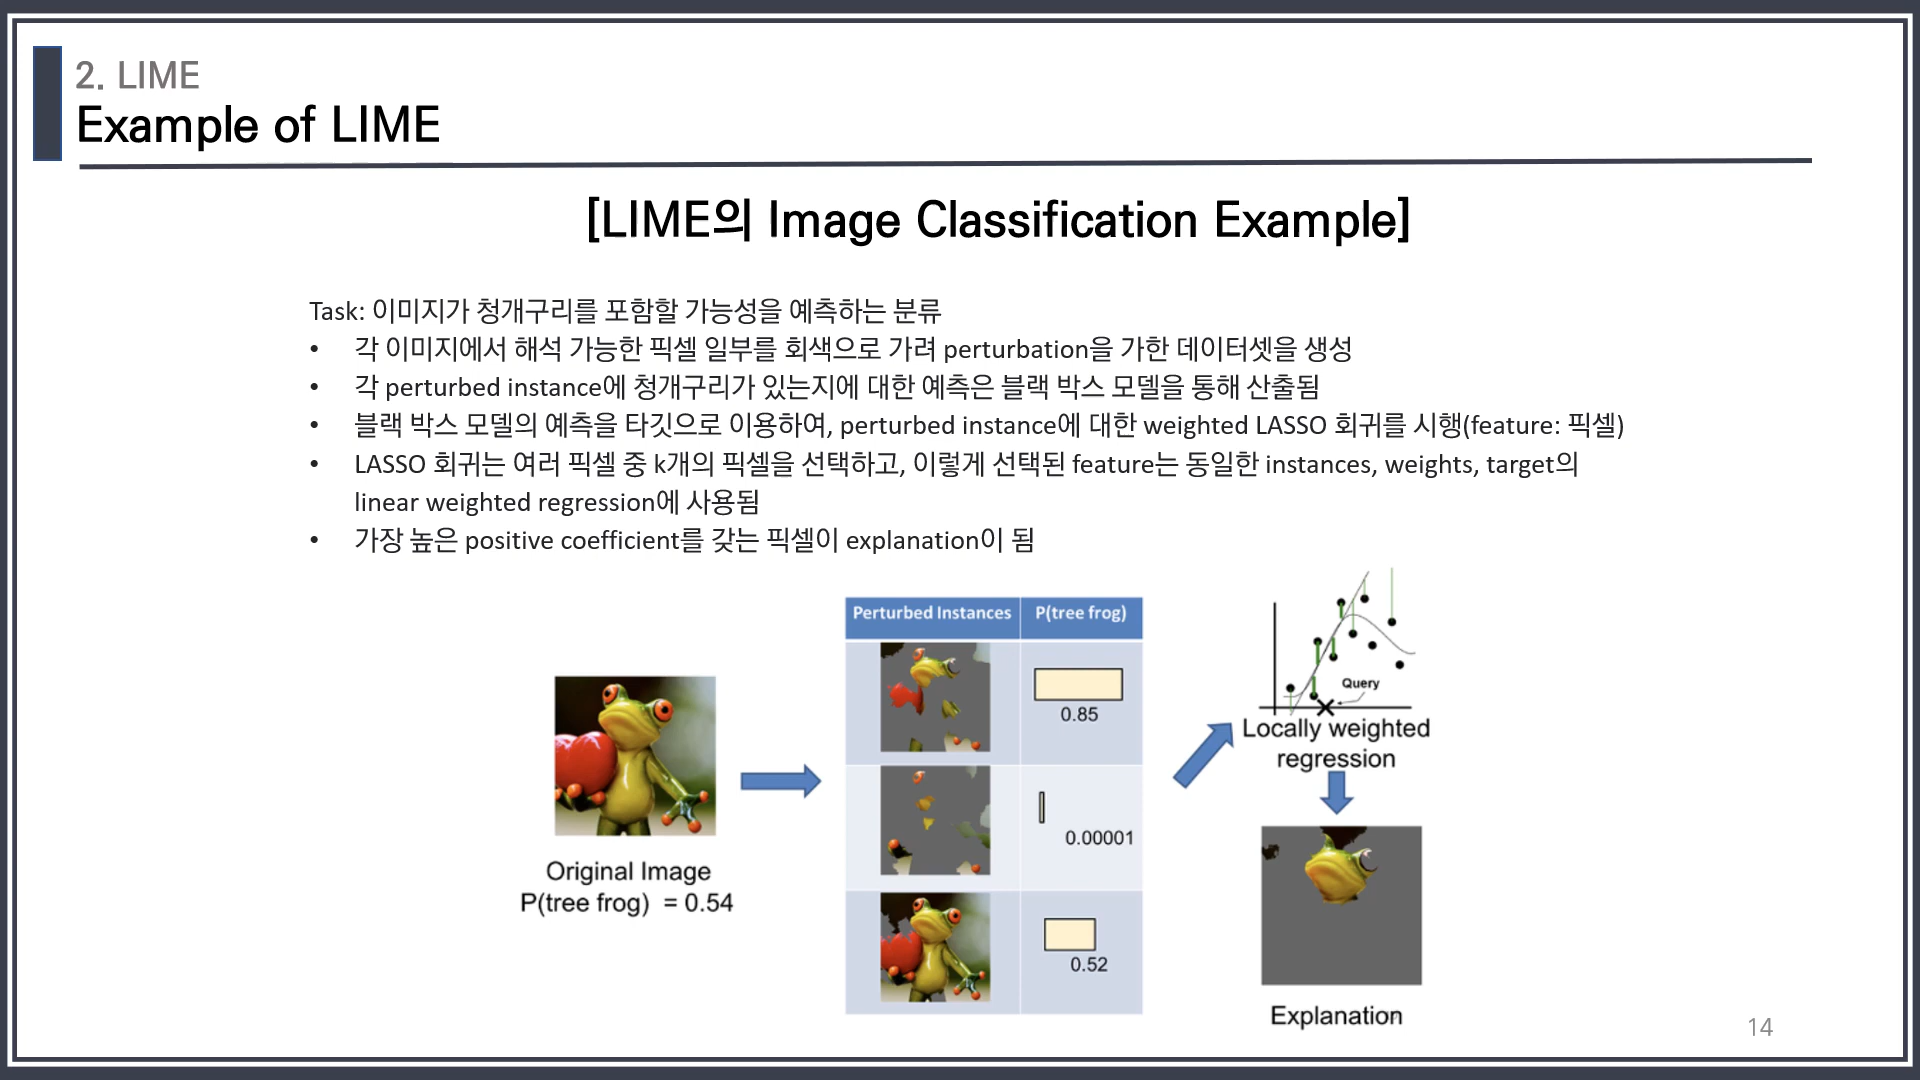 2. LIME
Example of LIME
[LIME의 Image Classification Example]
Task: 이미지가 청개구리를 포함할 가능성을 예측하는 분류
• 각 이미지에서 해석 가능한 픽셀 일부를 회색으로 가려 perturbation을 가한 데이터셋을 생성
• 각 perturbed instance에 청개구리가 있는지에 대한 예측은 블랙 박스 모델을 통해 산출됨
• 블랙 박스 모델의 예측을 타깃으로 이용하여, perturbed instance에 대한 weighted LASSO 회귀를 시행(feature: 픽셀)
• LASSO 회귀는 여러 픽셀 중 k개의 픽셀을 선택하고, 이렇게 선택된 feature는 동일한 instances, weights, target의
linear weighted regression에 사용됨
• 가장 높은 positive coefficient를 갖는 픽셀이 explanation이 됨
Original Image
P(tree frog) = 0.54
Perturbed Instances P(tree frog)
0.85
0.00001
0.52
Query
Locally weighted
regression
Explanation
14